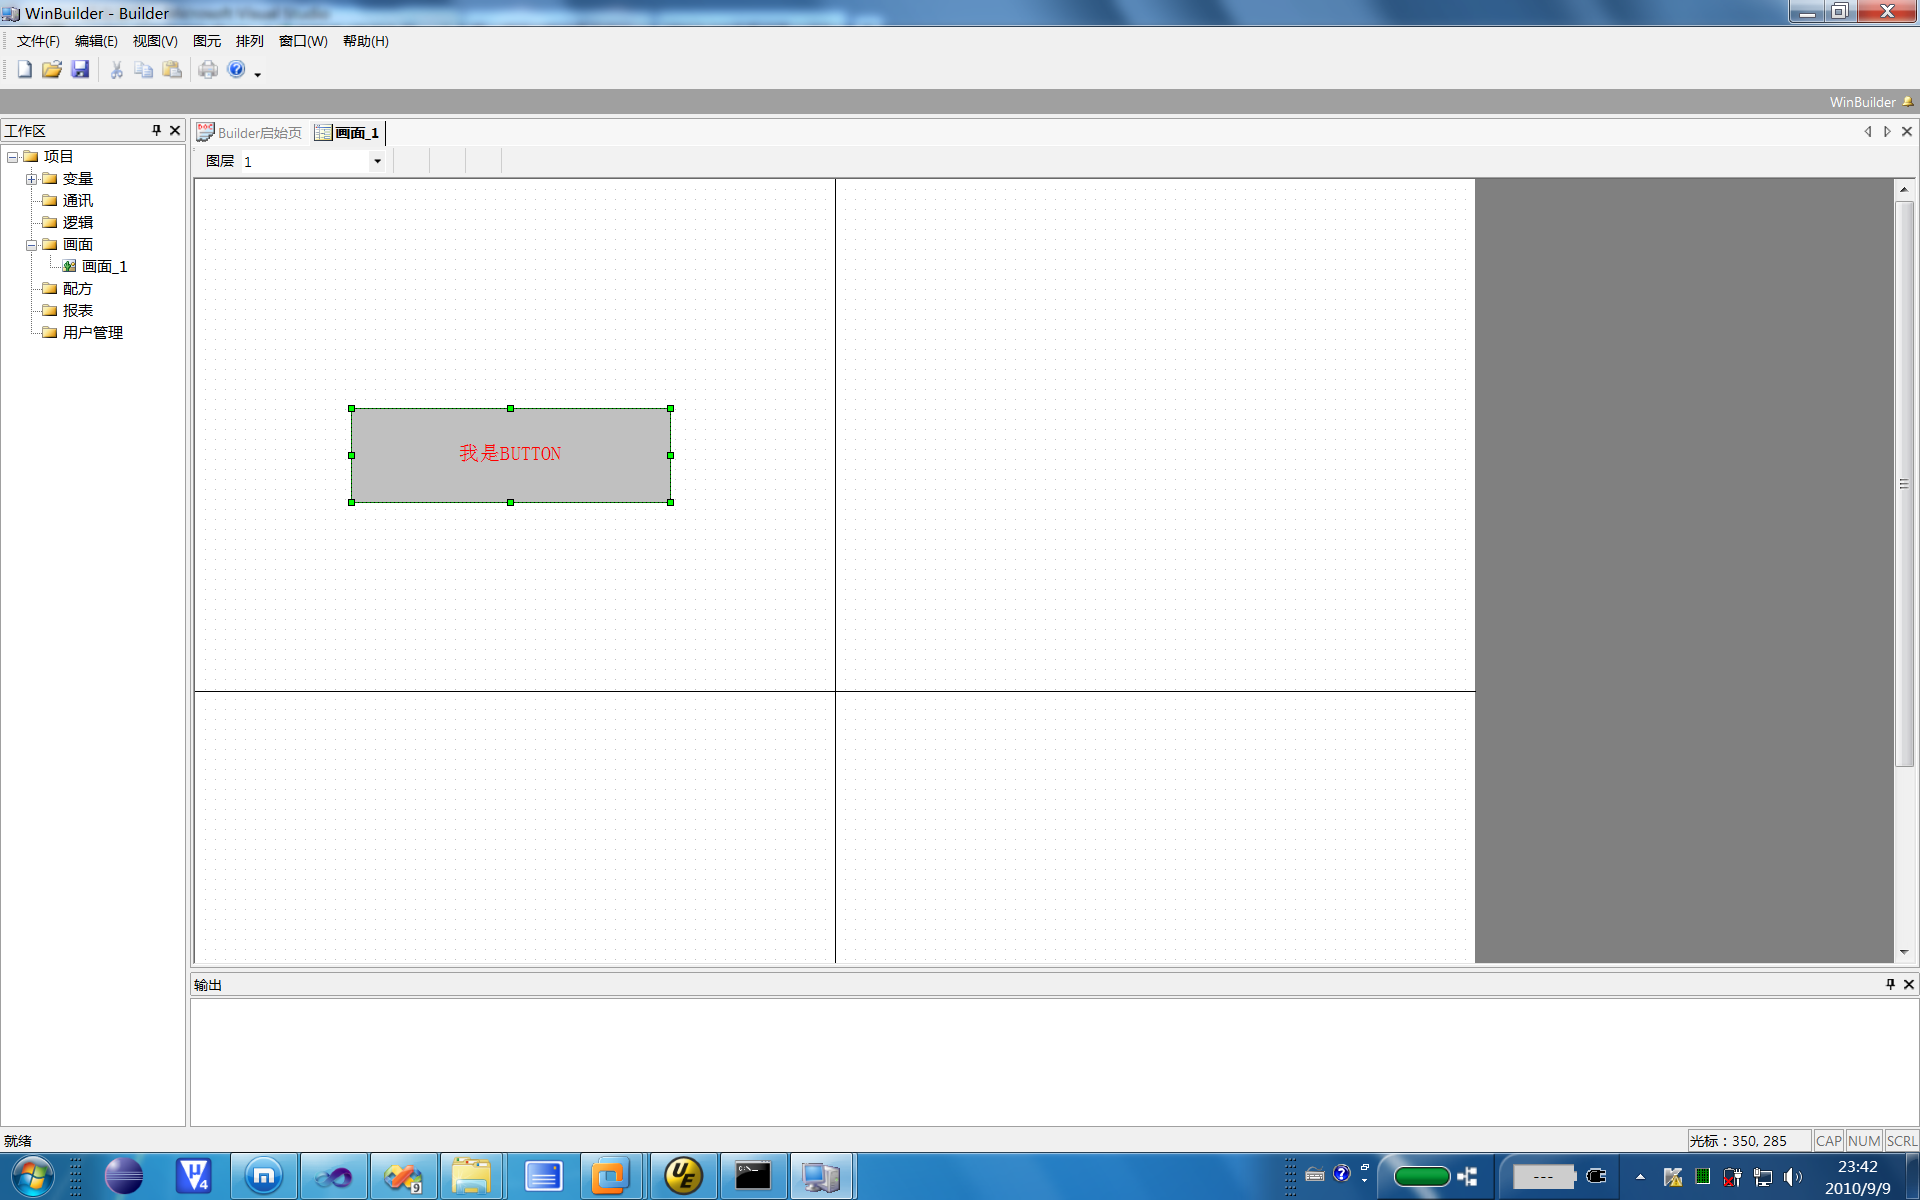 WinBuilder - Builder
文件(F) 编辑(E) 视图(V) 图元 排列 窗口(W) 帮助(H)
WinBuilder
工作区
项目
变量
通讯
逻辑
画面
画面_1
配方
报表
用户管理
Builder启始页 画面_1
图层 1
我是BUTTON
输出
就绪
光标：350, 285 CAP NUM SCRL
23:42
2010/9/9